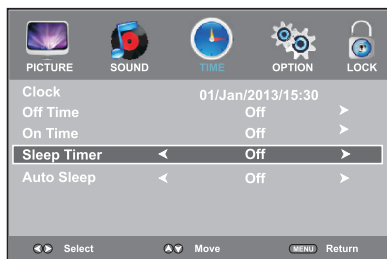 PICTURE SOUND TIME OPTION LOCK
Clock 01/Jan/2013/15:30
Off Time Off
On Time Off
Sleep Timer Off
Auto Sleep Off
Select Move MENU Return